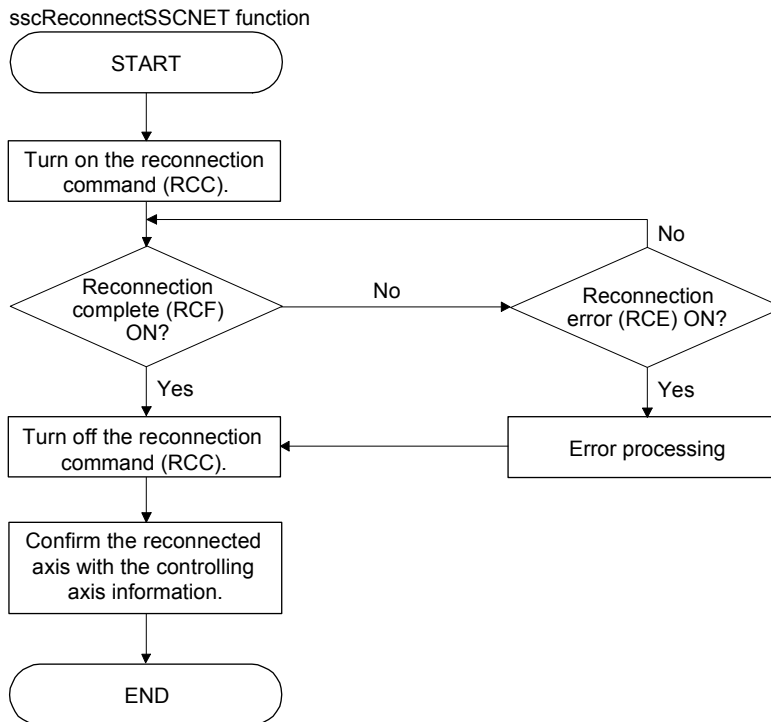 sscReconnectSSCNET function
START
Turn on the reconnection
command (RCC).
No
Reconnection
complete (RCF)
ON?
No
Reconnection
error (RCE) ON?
Yes
Yes
Turn off the reconnection
command (RCC).
Error processing
Confirm the reconnected
axis with the controlling
axis information.
END